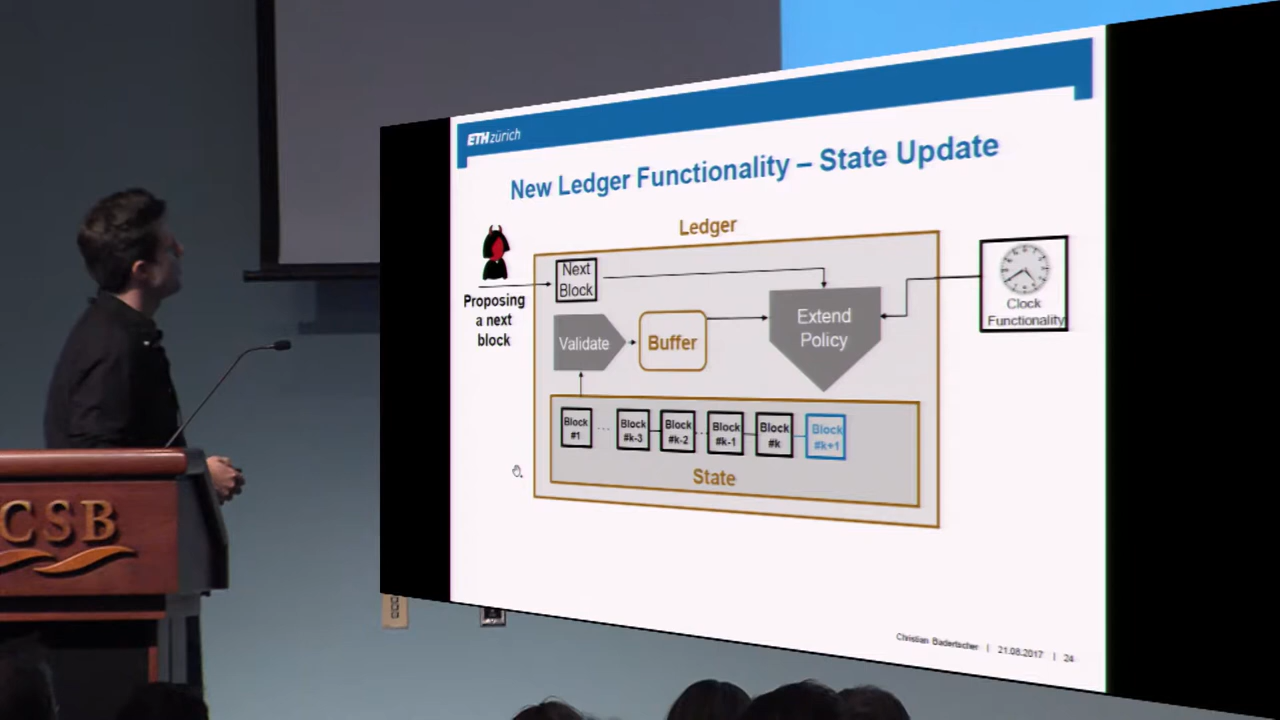 ETH zürich
New Ledger Functionality – State Update
Ledger
Proposing
a next
block
Next
Block
Validate
Buffer
Extend
Policy
Clock
Functionality
Block
#1
Block
#k-3
Block
#k-2
Block
#k-1
Block
#k
Block
#k+1
State
CSB
Christian Badertscher | 21.08.2017 | 24